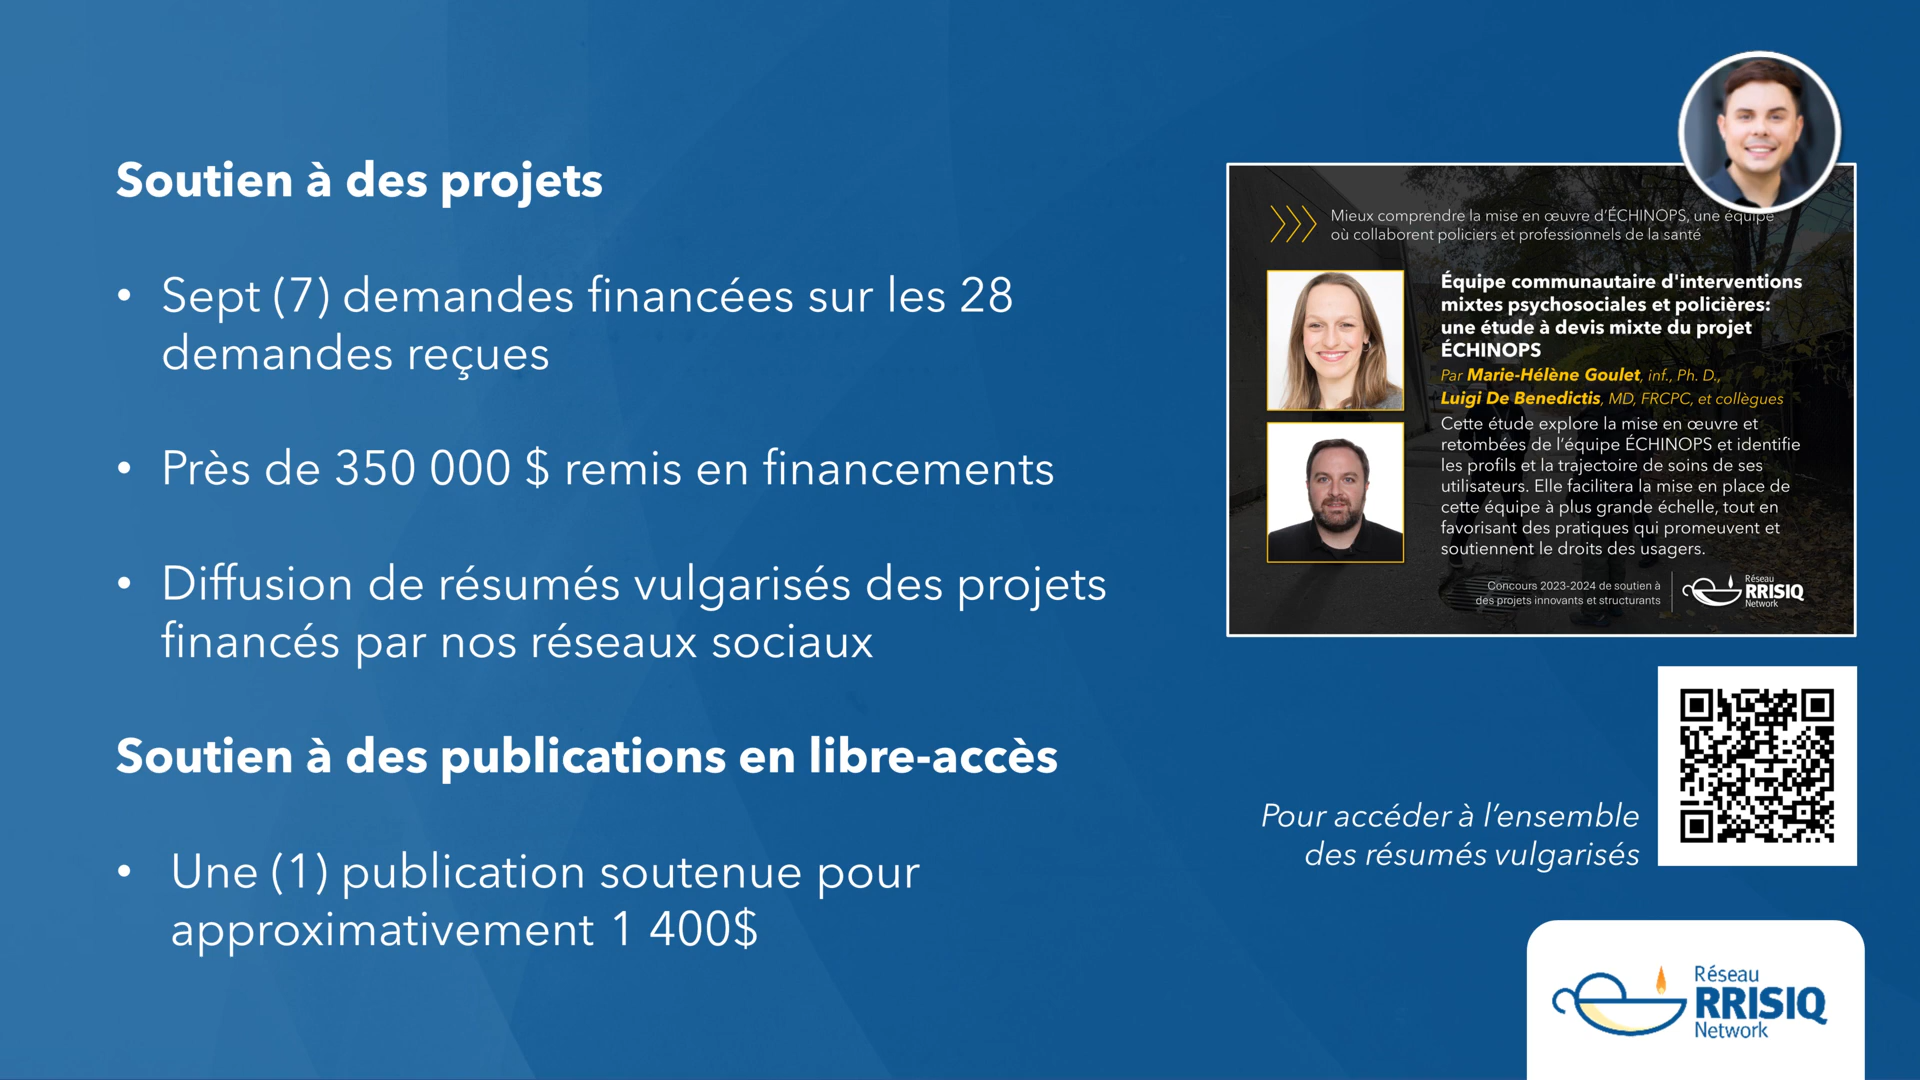 Soutien à des projets
• Sept (7) demandes financées sur les 28
demandes reçues
• Près de 350 000 $ remis en financements
• Diffusion de résumés vulgarisés des projets
financés par nos réseaux sociaux
Soutien à des publications en libre-accès
• Une (1) publication soutenue pour
approximativement 1 400$
Mieux comprendre la mise en œuvre d'ÉCHINOPS, une équipe
où collaborent policiers et professionnels de la santé
Équipe communautaire d'interventions
mixtes psychosociales et policières:
une étude à devis mixte du projet
ÉCHINOPS
Par Marie-Hélène Goulet, inf., Ph. D.,
Luigi De Benedictis, MD, FRCPC, et collègues
Cette étude explore la mise en œuvre et
retombées de l'équipe ÉCHINOPS et identifie
les profils et la trajectoire de soins de ses
utilisateurs. Elle facilitera la mise en place de
cette équipe à plus grande échelle, tout en
favorisant des pratiques qui promeuvent et
soutiennent le droits des usagers.
Concours 2023-2024 de soutien à
des projets innovants et structurants
Réseau
RRISIQ
Network
Pour accéder à l'ensemble
des résumés vulgarisés
Réseau
RRISIQ
Network